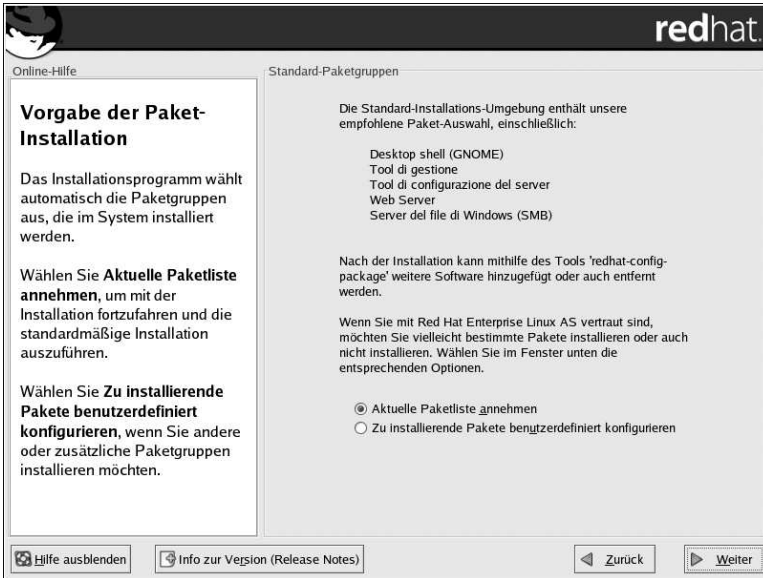 redhat.
Online-Hilfe
Vorgabe der Paket-
Installation
Das Installationsprogramm wählt
automatisch die Paketgruppen
aus, die im System installiert
werden.
Wählen Sie Aktuelle Paketliste
annehmen, um mit der
Installation fortzufahren und die
standardmäßige Installation
auszuführen.
Wählen Sie Zu installierende
Pakete benutzerdefiniert
konfigurieren, wenn Sie andere
oder zusätzliche Paketgruppen
installieren möchten.
Standard-Paketgruppen
Die Standard-Installations-Umgebung enthält unsere
empfohlene Paket-Auswahl, einschließlich:
Desktop shell (GNOME)
Tool di gestione
Tool di configurazione del server
Web Server
Server del file di Windows (SMB)
Nach der Installation kann mithilfe des Tools 'redhat-config-
package' weitere Software hinzugefügt oder auch entfernt
werden.
Wenn Sie mit Red Hat Enterprise Linux AS vertraut sind,
möchten Sie vielleicht bestimmte Pakete installieren oder auch
nicht installieren. Wählen Sie im Fenster unten die
entsprechenden Optionen.
Aktuelle Paketliste annehmen
Zu installierende Pakete benutzerdefiniert konfigurieren
Hilfe ausblenden
Info zur Version (Release Notes)
Zurück
Weiter